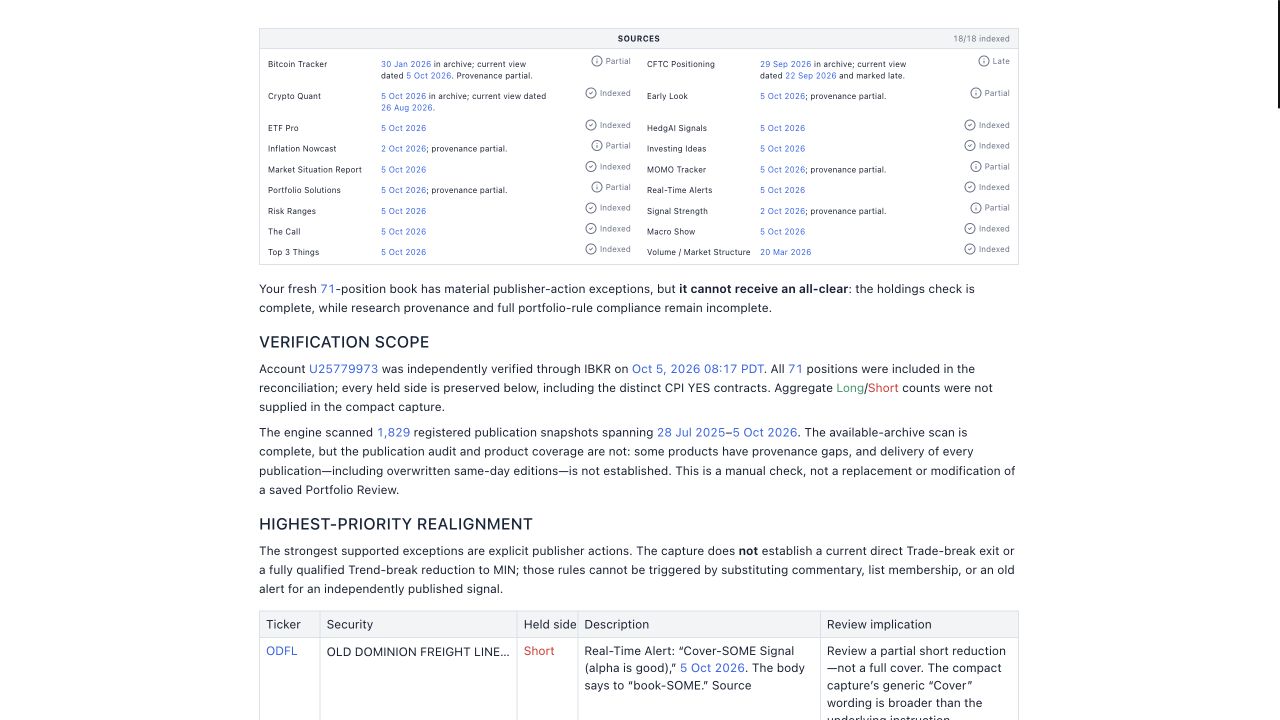 SOURCES 18/18 indexed
Bitcoin Tracker 30 Jan 2026 in archive; current view dated 5 Oct 2026. Provenance partial. Partial
CFTC Positioning 29 Sep 2026 in archive; current view dated 22 Sep 2026 and marked late. Late
Crypto Quant 5 Oct 2026 in archive; current view dated 26 Aug 2026. Indexed
Early Look 5 Oct 2026; provenance partial. Partial
ETF Pro 5 Oct 2026 Indexed
HedgAI Signals 5 Oct 2026 Indexed
Inflation Nowcast 2 Oct 2026; provenance partial. Partial
Investing Ideas 5 Oct 2026 Indexed
Market Situation Report 5 Oct 2026 Indexed
MOMO Tracker 5 Oct 2026; provenance partial. Partial
Portfolio Solutions 5 Oct 2026; provenance partial. Partial
Real-Time Alerts 5 Oct 2026 Indexed
Risk Ranges 5 Oct 2026 Indexed
Signal Strength 2 Oct 2026; provenance partial. Partial
The Call 5 Oct 2026 Indexed
Macro Show 5 Oct 2026 Indexed
Top 3 Things 5 Oct 2026 Indexed
Volume / Market Structure 20 Mar 2026 Indexed
Your fresh 71-position book has material publisher-action exceptions, but it cannot receive an all-clear: the holdings check is
complete, while research provenance and full portfolio-rule compliance remain incomplete.
VERIFICATION SCOPE
Account U25779973 was independently verified through IBKR on Oct 5, 2026 08:17 PDT. All 71 positions were included in the
reconciliation; every held side is preserved below, including the distinct CPI YES contracts. Aggregate Long/Short counts were not
supplied in the compact capture.
The engine scanned 1,829 registered publication snapshots spanning 28 Jul 2025–5 Oct 2026. The available-archive scan is
complete, but the publication audit and product coverage are not: some products have provenance gaps, and delivery of every
publication—including overwritten same-day editions—is not established. This is a manual check, not a replacement or modification of
a saved Portfolio Review.
HIGHEST-PRIORITY REALIGNMENT
The strongest supported exceptions are explicit publisher actions. The capture does not establish a current direct Trade-break exit or
a fully qualified Trend-break reduction to MIN; those rules cannot be triggered by substituting commentary, list membership, or an old
alert for an independently published signal.
Ticker Security Held side Description Review implication
ODFL OLD DOMINION FREIGHT LINE... Short
Real-Time Alert: “Cover-SOME Signal
(alpha is good),” 5 Oct 2026. The body
says to “book-SOME.” Source
Review a partial short reduction
—not a full cover. The compact
capture’s generic “Cover”
wording is broader than the
underlying instruction